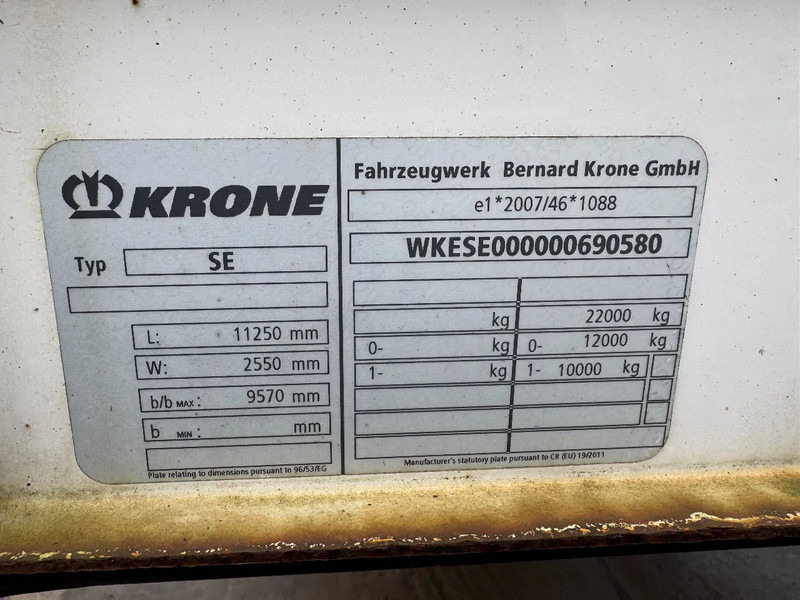 KRONE
Typ SE
L: 11250 mm
W: 2550 mm
b/b MAX: 9570 mm
b MIN: mm
Plate relating to dimensions pursuant to 96/53/EG
Fahrzeugwerk Bernard Krone GmbH
e1*2007/46*1088
WKESE000000690580
kg 22000 kg
0- kg 0- 12000 kg
1- kg 1- 10000 kg
Manufacturer's statutory plate pursuant to CR (EU) 19/2011